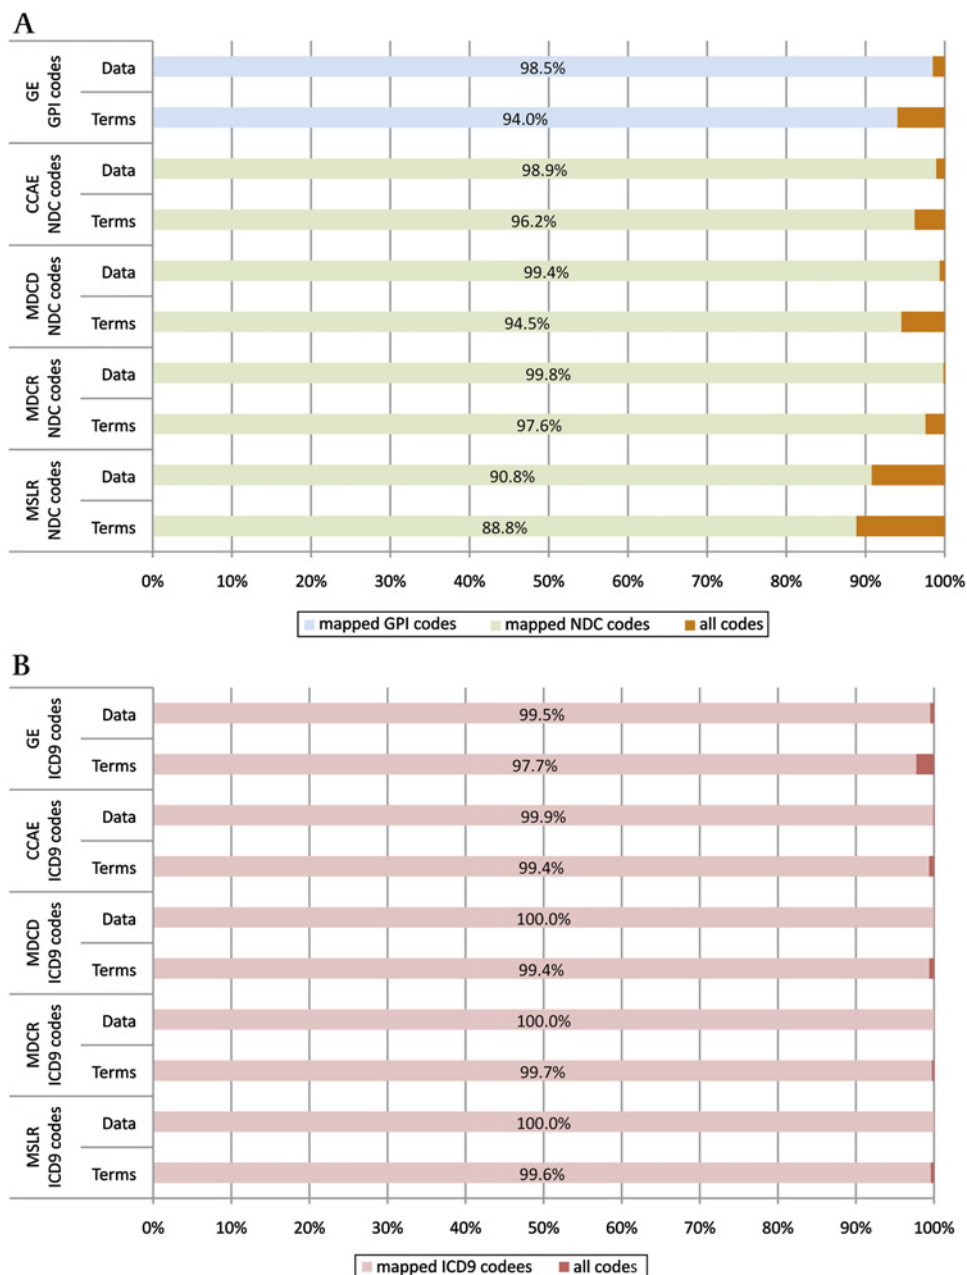 A
GE
GPI codes
Data
98.5%
Terms
94.0%
CCAE
NDC codes
Data
98.9%
Terms
96.2%
MDCD
NDC codes
Data
99.4%
Terms
94.5%
MDCR
NDC codes
Data
99.8%
Terms
97.6%
MSLR
NDC codes
Data
90.8%
Terms
88.8%
0% 10% 20% 30% 40% 50% 60% 70% 80% 90% 100%
mapped GPI codes mapped NDC codes all codes
B
GE
ICD9 codes
Data
99.5%
Terms
97.7%
CCAE
ICD9 codes
Data
99.9%
Terms
99.4%
MDCD
ICD9 codes
Data
100.0%
Terms
99.4%
MDCR
ICD9 codes
Data
100.0%
Terms
99.7%
MSLR
ICD9 codes
Data
100.0%
Terms
99.6%
0% 10% 20% 30% 40% 50% 60% 70% 80% 90% 100%
mapped ICD9 codees all codes